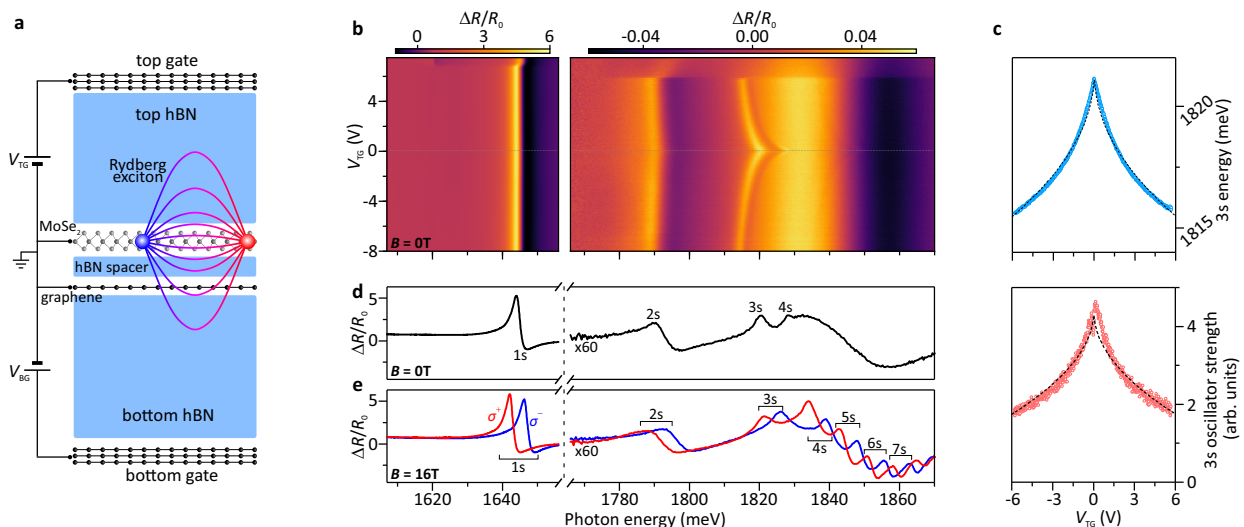 a
top gate
top hBN
V_TG
Rydberg
exciton
MoSe₂
hBN spacer
graphene
V_BG
bottom hBN
bottom gate
b
ΔR/R₀
0 3 6
ΔR/R₀
-0.04 0.00 0.04
V_TG (V)
4
0
-4
-8
B = 0T
c
3s energy (meV)
1820
1815
d
ΔR/R₀
5
0
B = 0T
1s
x60
2s
3s
4s
e
ΔR/R₀
5
0
B = 16T
σ⁺
σ⁻
1s
x60
2s
3s
4s
5s
6s
7s
1620 1640 1780 1800 1820 1840 1860
Photon energy (meV)
3s oscillator strength
(arb. units)
4
2
0
-6 -3 0 3 6
V_TG (V)